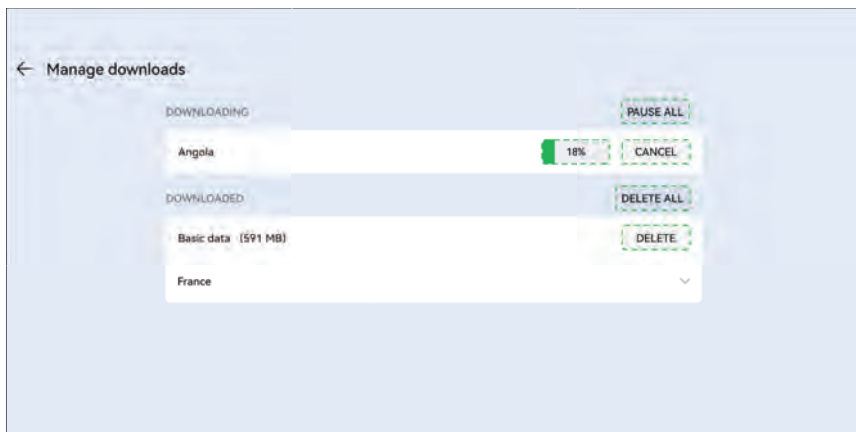 Manage downloads
DOWNLOADING PAUSE ALL
Angola 18% CANCEL
DOWNLOADED DELETE ALL
Basic data (591 MB) DELETE
France